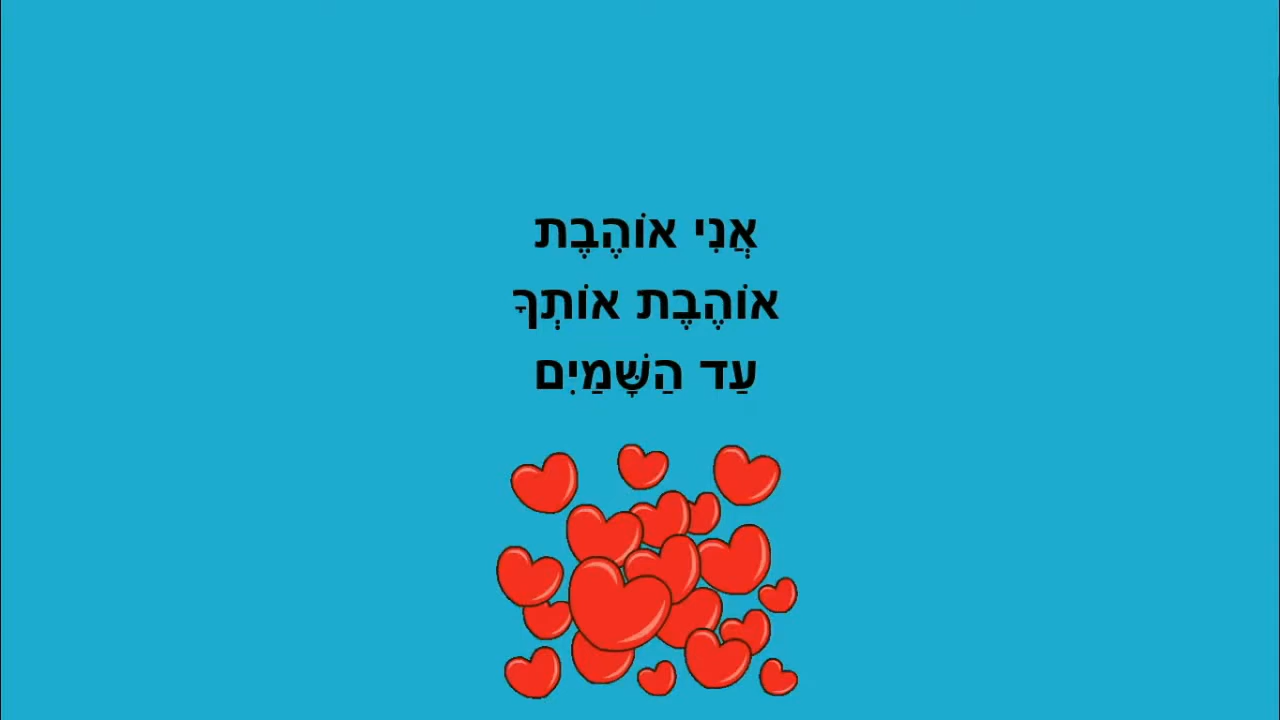 אֲנִי אוֹהֶבֶת
אוֹהֶבֶת אוֹתְךָ
עַד הַשָּׁמַיִם